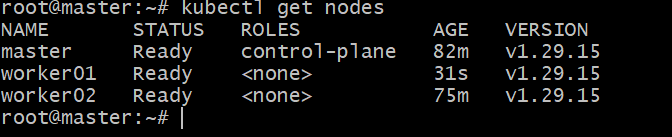 root@master:~# kubectl get nodes
NAME STATUS ROLES AGE VERSION
master Ready control-plane 82m v1.29.15
worker01 Ready <none> 31s v1.29.15
worker02 Ready <none> 75m v1.29.15
root@master:~#